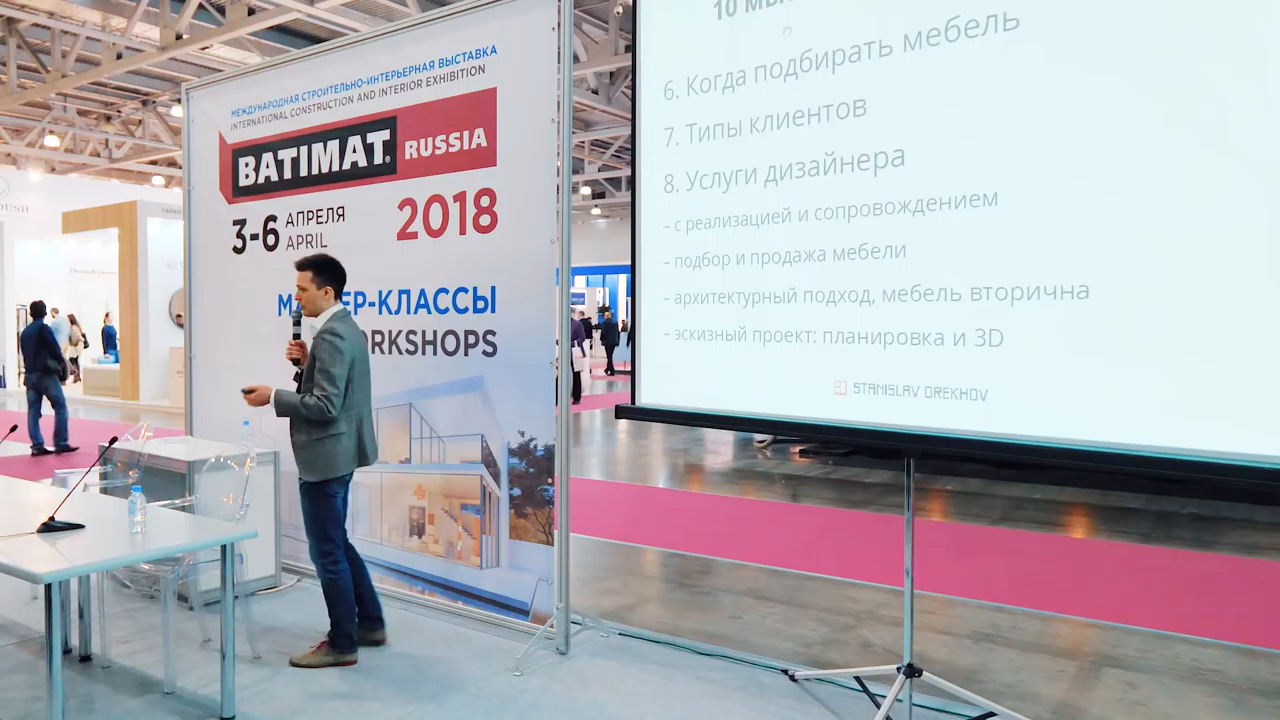 МЕЖДУНАРОДНАЯ СТРОИТЕЛЬНО-ИНТЕРЬЕРНАЯ ВЫСТАВКА
INTERNATIONAL CONSTRUCTION AND INTERIOR EXHIBITION
BATIMAT® RUSSIA
3-6 АПРЕЛЯ
APRIL
2018
-КЛАССЫ
10
6. Когда подбирать мебель
7. Типы клиентов
8. Услуги дизайнера
– с реализацией и сопровождением
– подбор и продажа мебели
– архитектурный подход, мебель вторична
– эскизный проект: планировка и 3D
STANISLAV OREKHOV